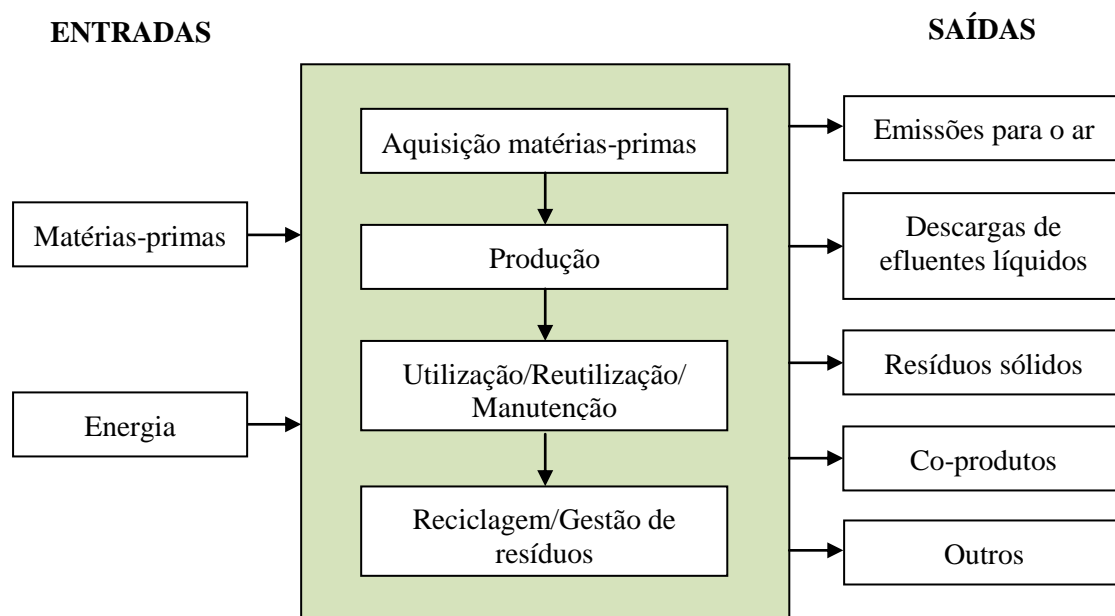 ENTRADAS
SAÍDAS
Matérias-primas
Energia
Aquisição matérias-primas
Produção
Utilização/Reutilização/
Manutenção
Reciclagem/Gestão de
resíduos
Emissões para o ar
Descargas de
efluentes líquidos
Resíduos sólidos
Co-produtos
Outros